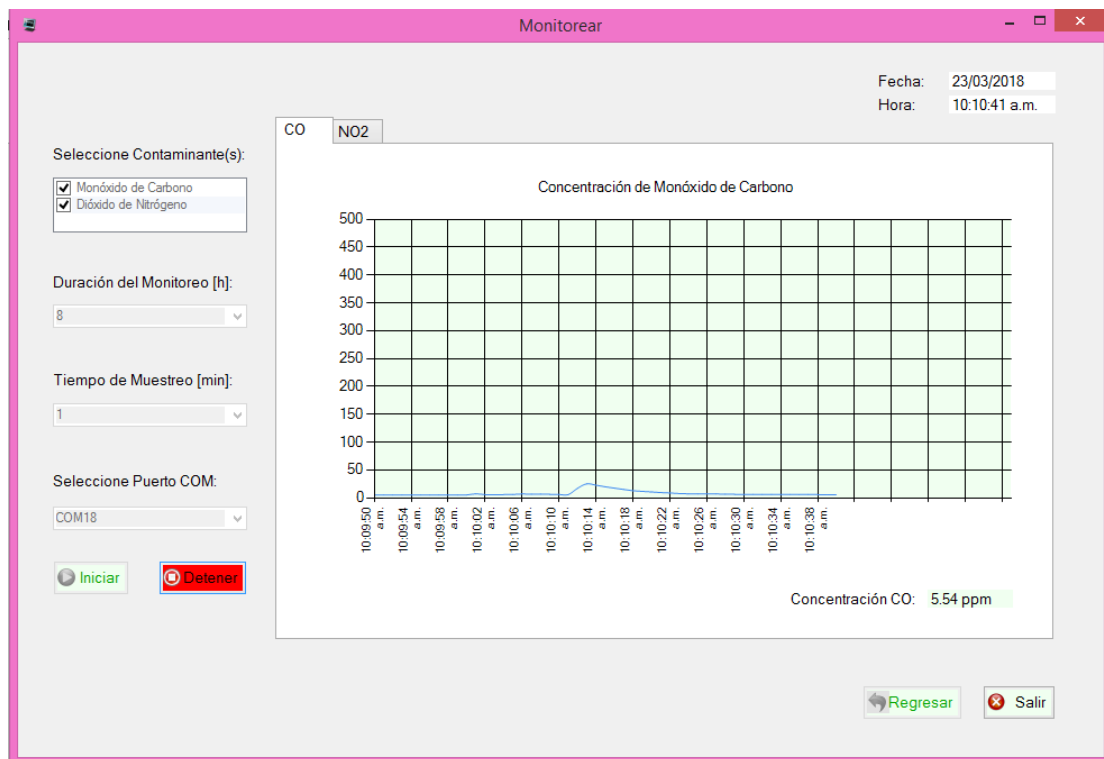 Monitorear
Fecha: 23/03/2018
Hora: 10:10:41 a.m.
CO NO2
Seleccione Contaminante(s):
Monóxido de Carbono
Dióxido de Nitrógeno
Duración del Monitoreo [h]:
8
Tiempo de Muestreo [min]:
1
Seleccione Puerto COM:
COM18
Iniciar Detener
Concentración de Monóxido de Carbono
500
450
400
350
300
250
200
150
100
50
0
10:09:50 a.m.
10:09:54 a.m.
10:09:58 a.m.
10:10:02 a.m.
10:10:06 a.m.
10:10:10 a.m.
10:10:14 a.m.
10:10:18 a.m.
10:10:22 a.m.
10:10:26 a.m.
10:10:30 a.m.
10:10:34 a.m.
10:10:38 a.m.
Concentración CO: 5.54 ppm
Regresar Salir